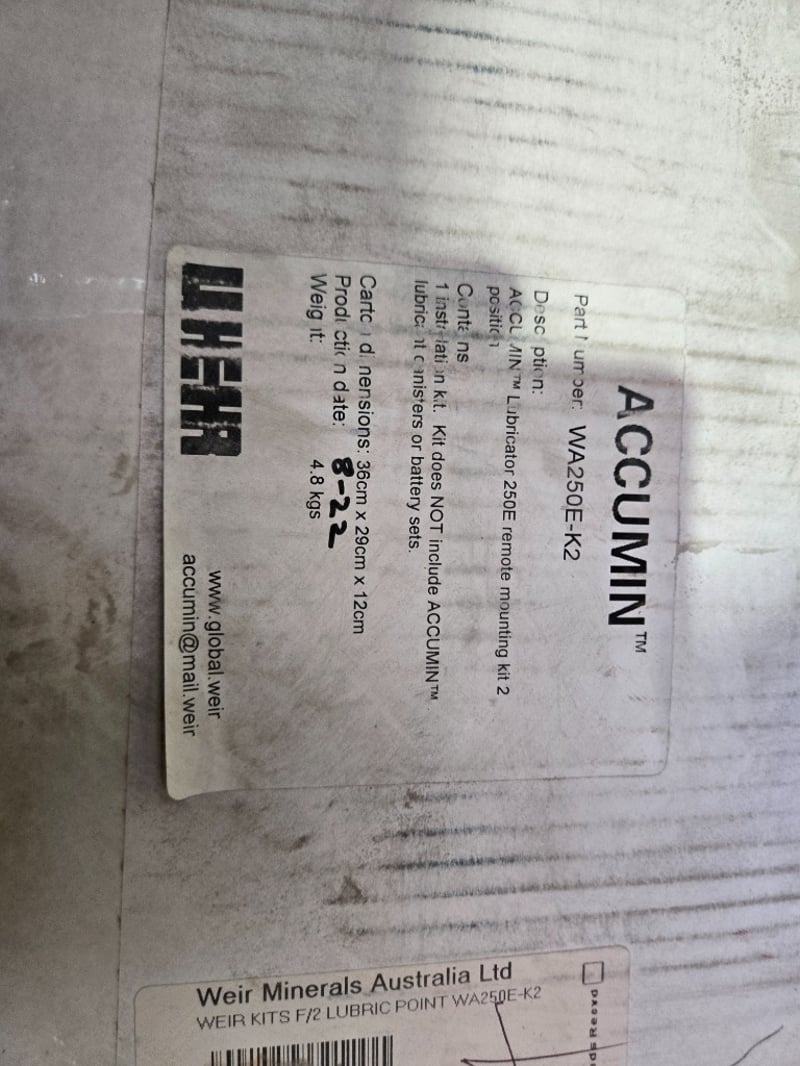 ACCUMIN™
Part Number: WA250E-K2
Description:
ACCUMIN™ Lubricator 250E remote mounting kit 2
position
Contains
1 installation kit. Kit does NOT include ACCUMIN™
lubricant canisters or battery sets.
Carton dimensions: 36cm x 29cm x 12cm
Production date: 8-22
Weight: 4.8 kgs
WEIR
www.global.weir
accumin@mail.weir
Weir Minerals Australia Ltd
WEIR KITS F/2 LUBRIC POINT WA250E-K2